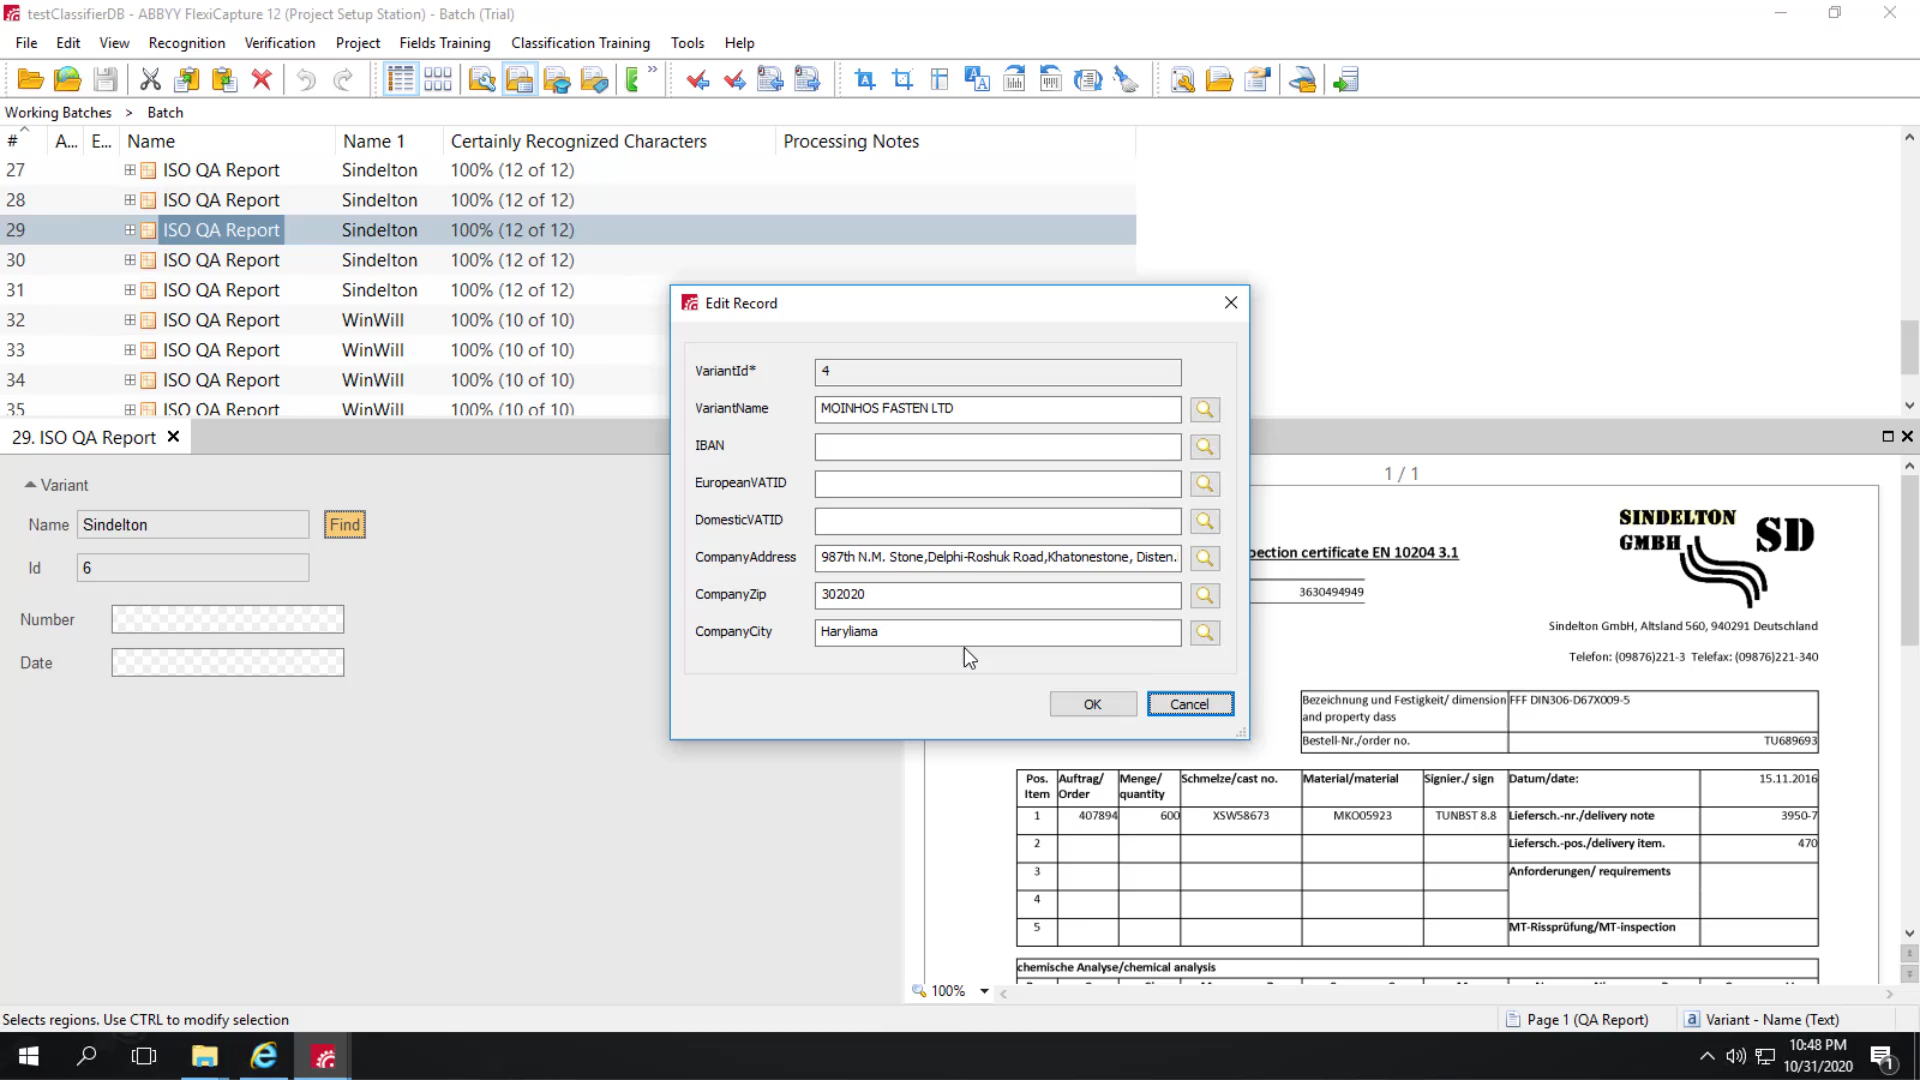 testClassifierDB - ABBYY FlexiCapture 12 (Project Setup Station) - Batch (Trial)
File Edit View Recognition Verification Project Fields Training Classification Training Tools Help
Working Batches > Batch
# A... E... Name Name 1 Certainly Recognized Characters Processing Notes
27 ISO QA Report Sindelton 100% (12 of 12)
28 ISO QA Report Sindelton 100% (12 of 12)
29 ISO QA Report Sindelton 100% (12 of 12)
30 ISO QA Report Sindelton 100% (12 of 12)
31 ISO QA Report Sindelton 100% (12 of 12)
32 ISO QA Report WinWill 100% (10 of 10)
33 ISO QA Report WinWill 100% (10 of 10)
34 ISO QA Report WinWill 100% (10 of 10)
35 ISO QA Report WinWill 100% (10 of 10)
29. ISO QA Report
Variant
Name Sindelton Find
Id 6
Number
Date
Edit Record
VariantId* 4
VariantName MOINHOS FASTEN LTD
IBAN
EuropeanVATID
DomesticVATID
CompanyAddress 987th N.M. Stone,Delphi-Roshuk Road,Khatonestone, Disten.
CompanyZip 302020
CompanyCity Haryliama
OK Cancel
1 / 1
SINDELTON
GMBH SD
pection certificate EN 10204 3.1
3630494949
Sindelton GmbH, Altsland 560, 940291 Deutschland
Telefon: (09876)221-3 Telefax: (09876)221-340
Bezeichnung und Festigkeit/ dimension FFF DIN306-D67X009-5
and property dass
Bestell-Nr./order no. TU689693
Pos. Auftrag/ Menge/ Schmelze/cast no. Material/material Signier./ sign Datum/date: 15.11.2016
Item Order quantity
1 407894 600 XSW58673 MKO05923 TUNBST 8.8 Liefersch.-nr./delivery note 3950-7
2 Liefersch.-pos./delivery item. 470
3 Anforderungen/ requirements
4
5 MT-Rissprüfung/MT-inspection
chemische Analyse/chemical analysis
100%
Selects regions. Use CTRL to modify selection
Page 1 (QA Report) Variant - Name (Text)
10:48 PM
10/31/2020
1